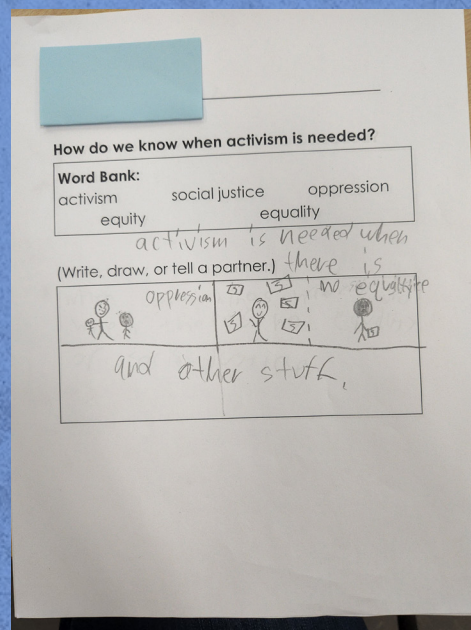 How do we know when activism is needed?
Word Bank:
activism social justice oppression
equity equality
activism is needed when
(Write, draw, or tell a partner.) there is
oppression
no equality
and other stuff.